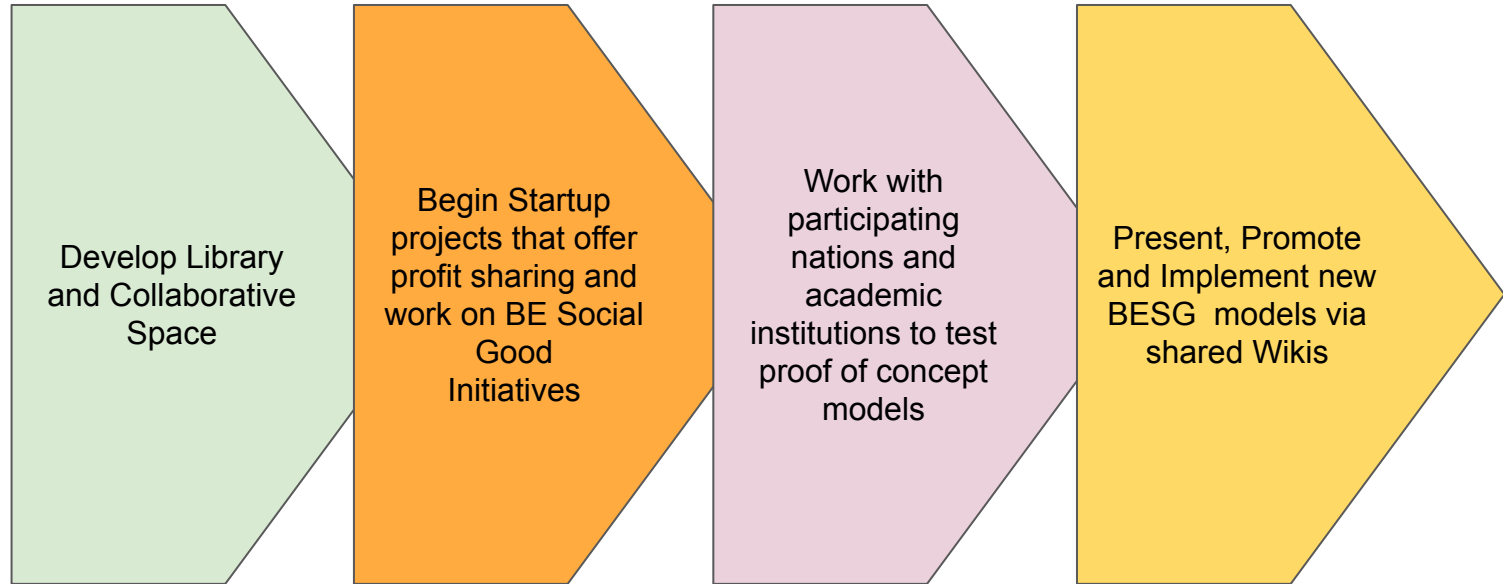 Develop Library
and Collaborative
Space
Begin Startup
projects that offer
profit sharing and
work on BE Social
Good
Initiatives
Work with
participating
nations and
academic
institutions to test
proof of concept
models
Present, Promote
and Implement new
BESG  models via
shared Wikis